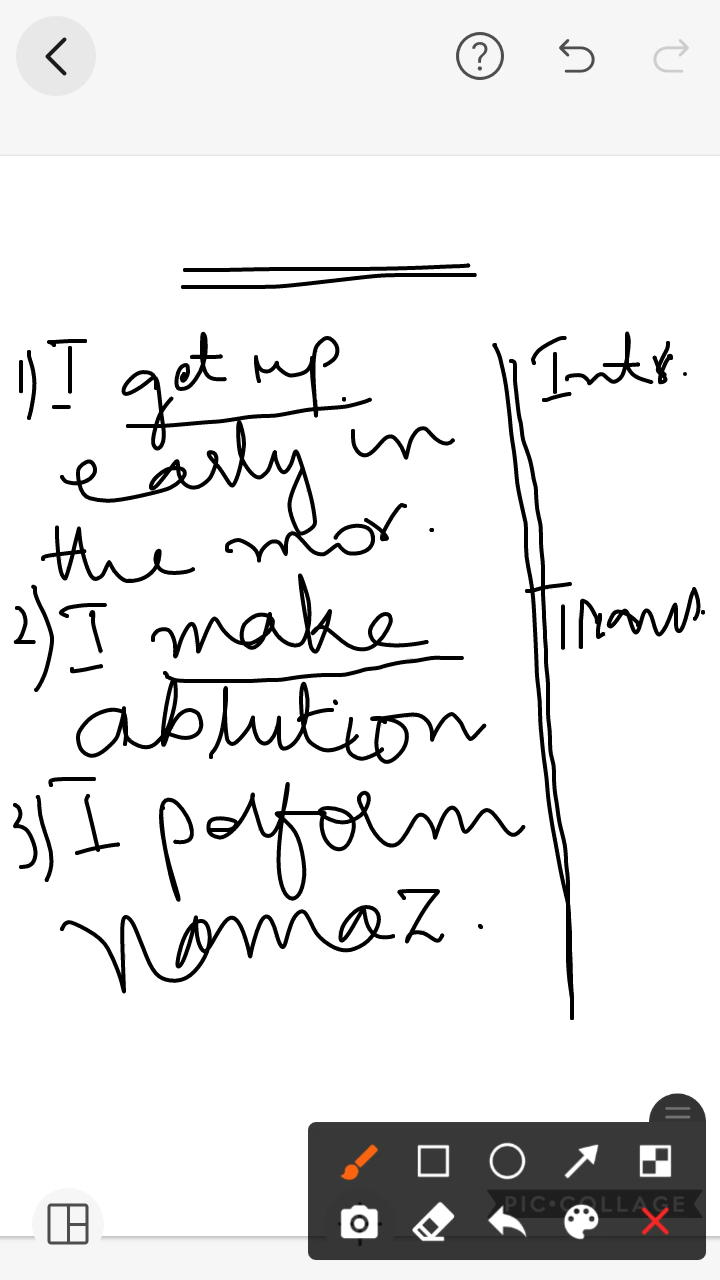 1) I get up. Intr.
early in
the mor.
2) I make Trans.
ablution
3) I perform
Namaz.
PIC•COLLAGE